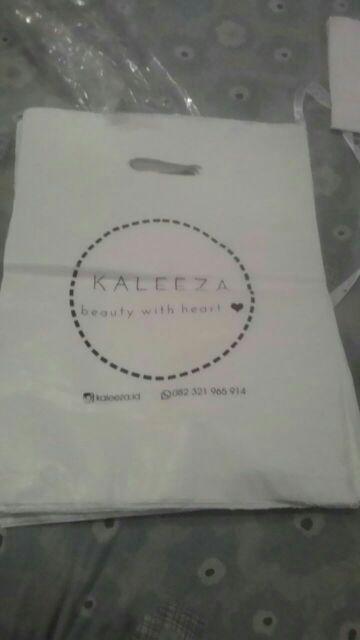 KALEEZA
beauty with heart ❤
kaleeza.id 082 321 965 914